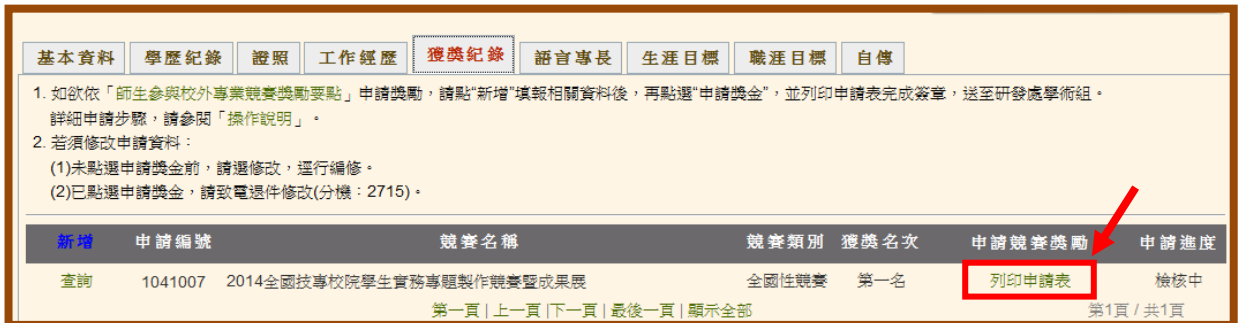 基本資料 學歷紀錄 證照 工作經歷 獲獎紀錄 語言專長 生涯目標 職涯目標 自傳
1. 如欲依「師生參與校外專業競賽獎勵要點」申請獎勵，請點“新增”填報相關資料後，再點選“申請獎金”，並列印申請表完成簽章，送至研發處學術組。
詳細申請步驟，請參閱「操作說明」。
2. 若須修改申請資料：
(1)未點選申請獎金前，請選修改，逕行編修。
(2)已點選申請獎金，請致電退件修改(分機：2715)。
新增 申請編號 競賽名稱 競賽類別 獲獎名次 申請競賽獎勵 申請進度
查詢 1041007 2014全國技專校院學生實務專題製作競賽暨成果展 全國性競賽 第一名 列印申請表 檢核中
第一頁 | 上一頁 |下一頁 | 最後一頁 | 顯示全部 第1頁 / 共1頁